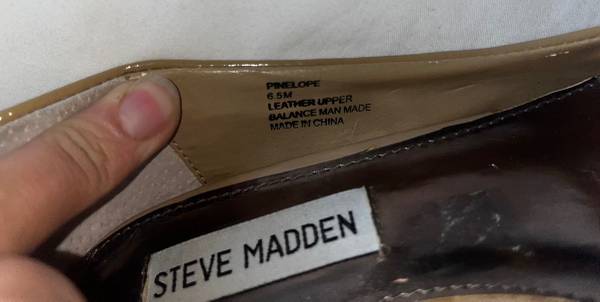 PINELOPE
6.5M
LEATHER UPPER
BALANCE MAN MADE
MADE IN CHINA
STEVE MADDEN